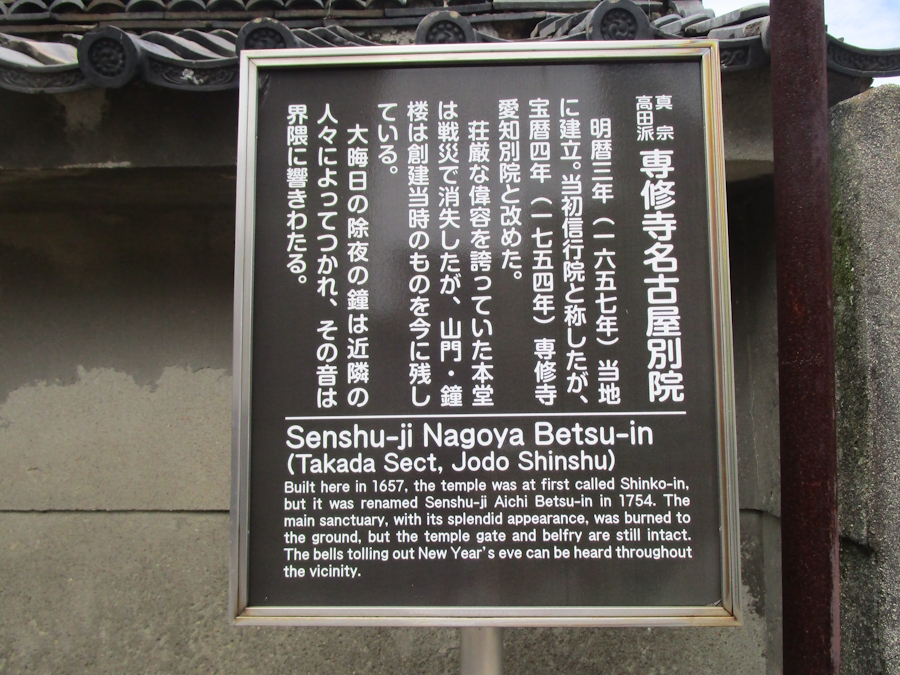 真宗
高田派
専修寺名古屋別院
明暦三年(一六五七年)当地
に建立。当初信行院と称したが、
宝暦四年(一七五四年)専修寺
愛知別院と改めた。
荘厳な偉容を誇っていた本堂
は戦災で消失したが、山門・鐘
楼は創建当時のものを今に残し
ている。
大晦日の除夜の鐘は近隣の
人々によってつかれ、その音は
界隈に響きわたる。
Senshu-ji Nagoya Betsu-in
(Takada Sect, Jodo Shinshu)
Built here in 1657, the temple was at first called Shinko-in,
but it was renamed Senshu-ji Aichi Betsu-in in 1754. The
main sanctuary, with its splendid appearance, was burned to
the ground, but the temple gate and belfry are still intact.
The bells tolling out New Year's eve can be heard throughout
the vicinity.